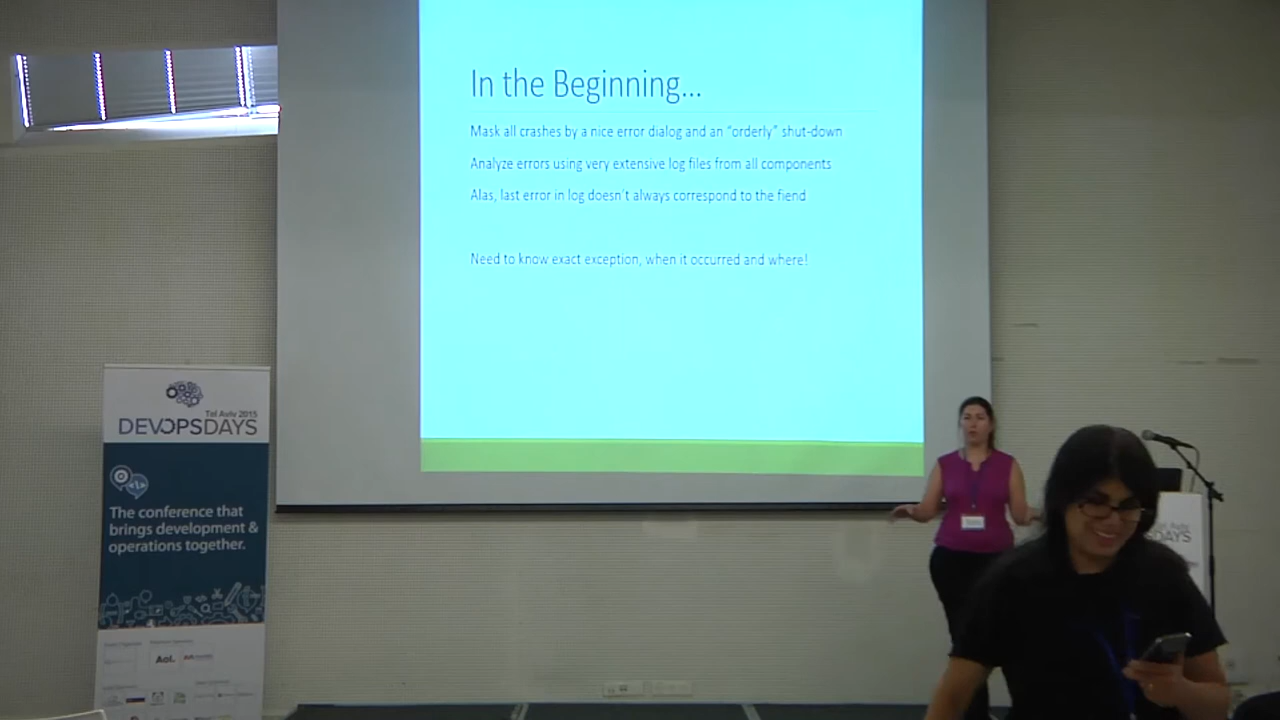 In the Beginning...
Mask all crashes by a nice error dialog and an “orderly” shut-down
Analyze errors using very extensive log files from all components
Alas, last error in log doesn't always correspond to the fiend
Need to know exact exception, when it occurred and where!
Tel Aviv 2015
DEVOPSDAYS
The conference that
brings development &
operations together.
Aol.
Tel Aviv
SDAYS